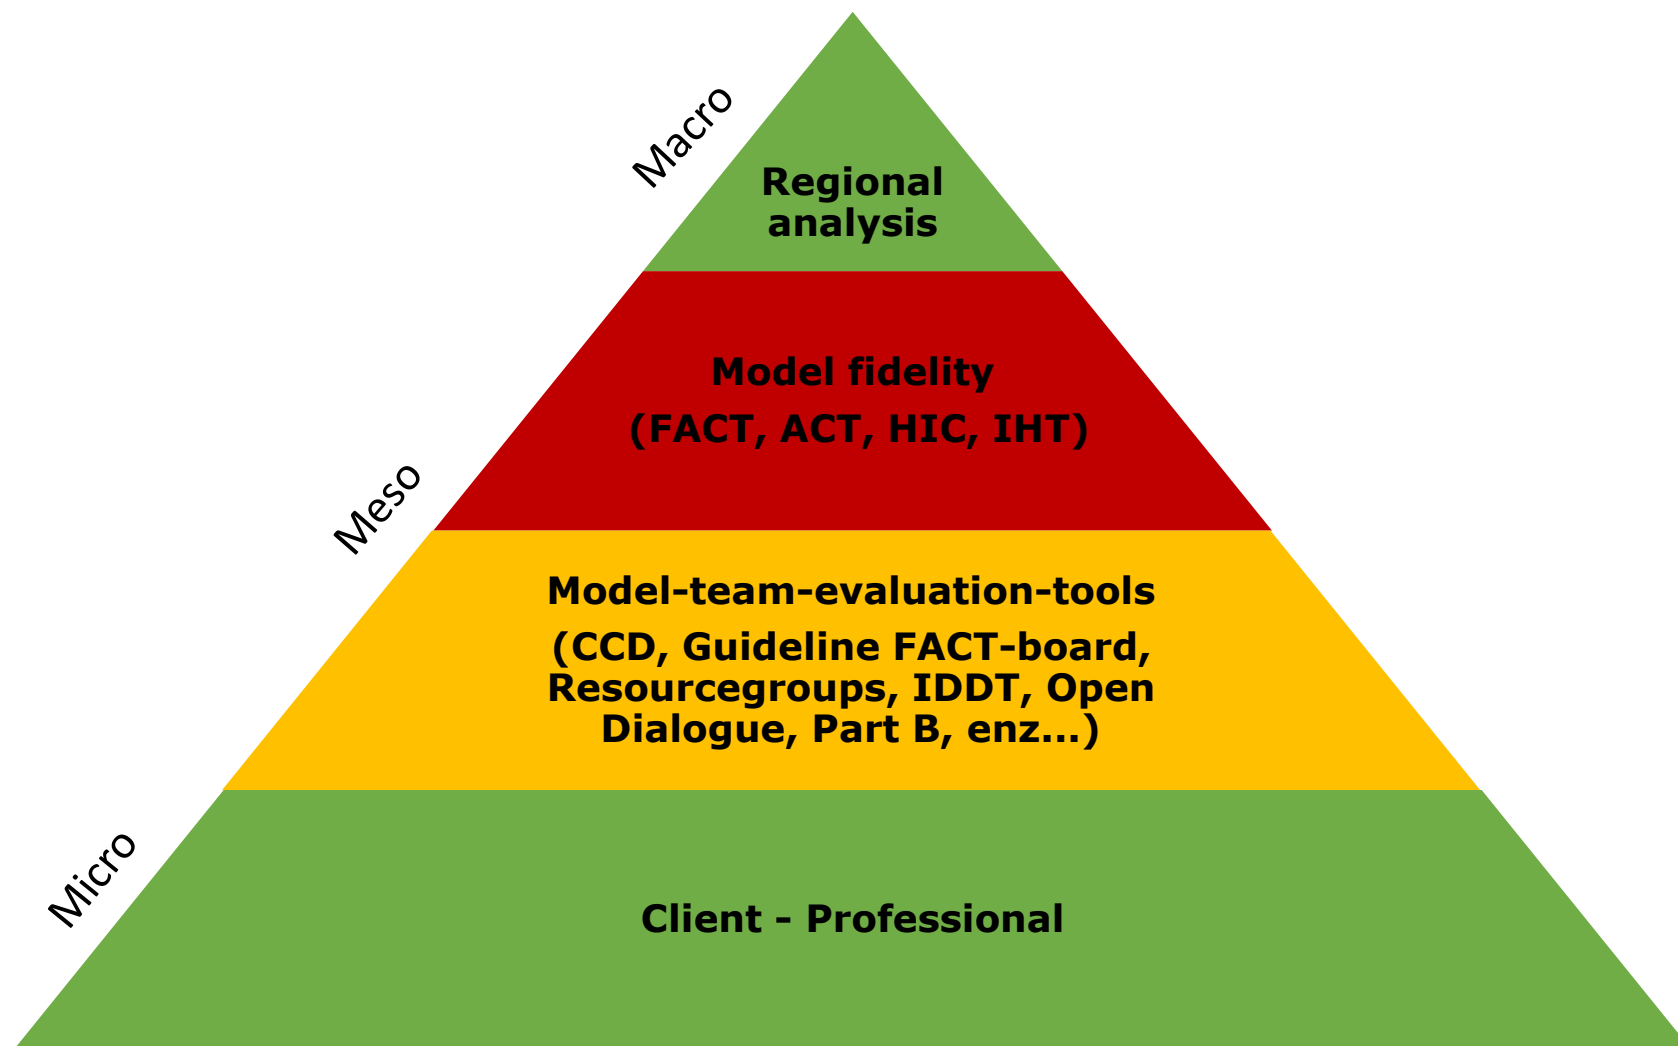 Macro
Regional
analysis
Model fidelity
(FACT, ACT, HIC, IHT)
Meso
Model-team-evaluation-tools
(CCD, Guideline FACT-board,
Resourcegroups, IDDT, Open
Dialogue, Part B, enz...)
Micro
Client - Professional